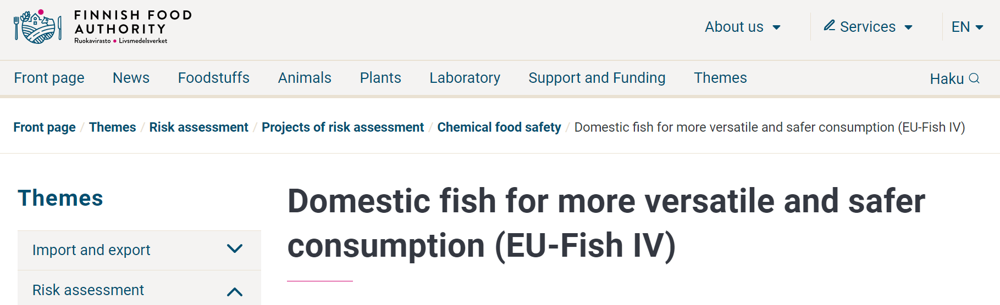 FINNISH FOOD
AUTHORITY
Ruokavirasto • Livsmedelsverket
About us
Services
EN
Front page News Foodstuffs Animals Plants Laboratory Support and Funding Themes Haku
Front page / Themes / Risk assessment / Projects of risk assessment / Chemical food safety / Domestic fish for more versatile and safer consumption (EU-Fish IV)
Themes
Import and export
Risk assessment
Domestic fish for more versatile and safer
consumption (EU-Fish IV)